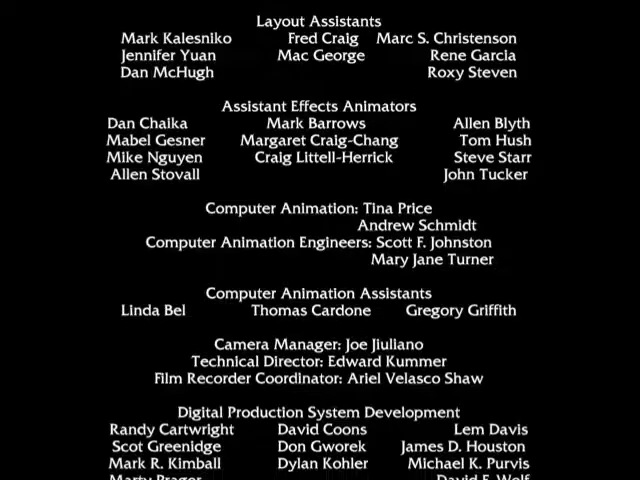 Layout Assistants
Mark Kalesniko Fred Craig Marc S. Christenson
Jennifer Yuan Mac George Rene Garcia
Dan McHugh Roxy Steven
Assistant Effects Animators
Dan Chaika Mark Barrows Allen Blyth
Mabel Gesner Margaret Craig-Chang Tom Hush
Mike Nguyen Craig Littell-Herrick Steve Starr
Allen Stovall John Tucker
Computer Animation: Tina Price
Andrew Schmidt
Computer Animation Engineers: Scott F. Johnston
Mary Jane Turner
Computer Animation Assistants
Linda Bel Thomas Cardone Gregory Griffith
Camera Manager: Joe Jiuliano
Technical Director: Edward Kummer
Film Recorder Coordinator: Ariel Velasco Shaw
Digital Production System Development
Randy Cartwright David Coons Lem Davis
Scot Greenidge Don Gworek James D. Houston
Mark R. Kimball Dylan Kohler Michael K. Purvis
Marty Prager David F. Wolf